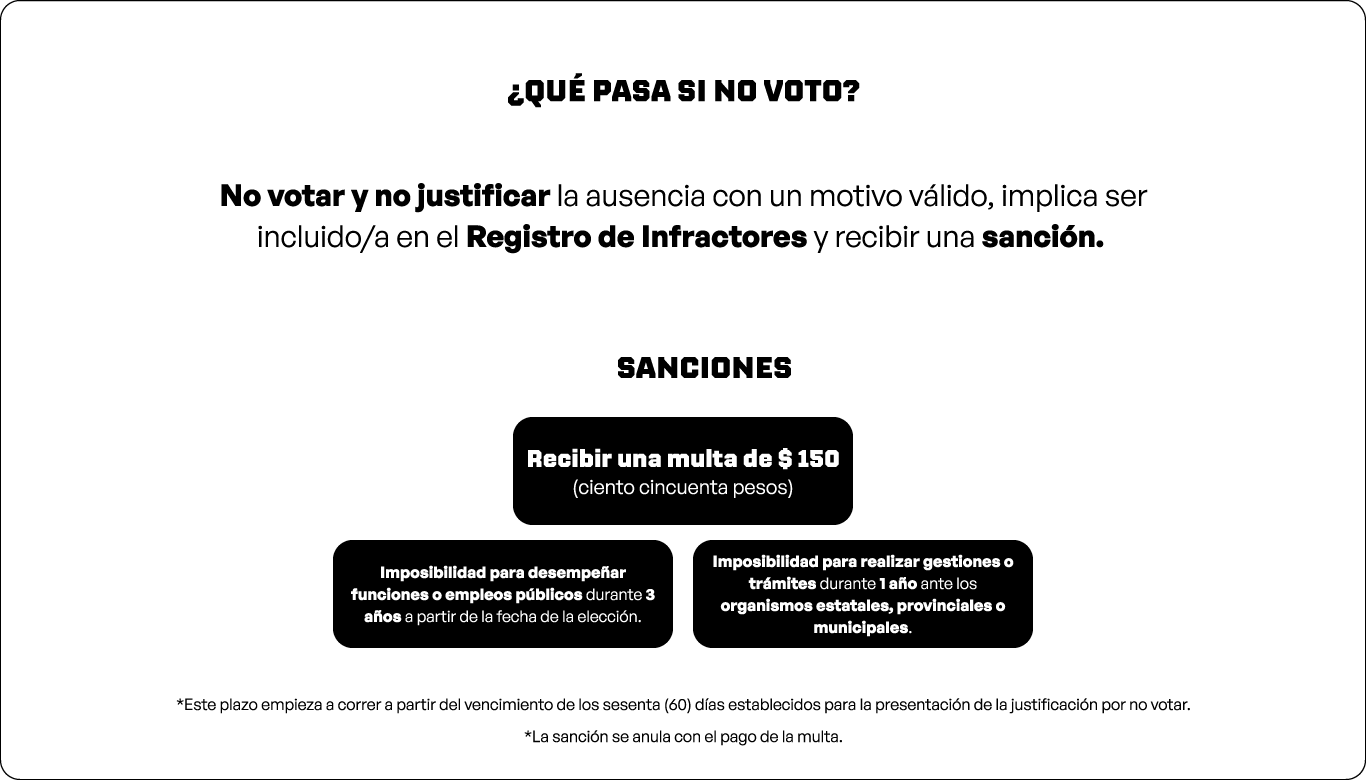 ¿QUÉ PASA SI NO VOTO?
No votar y no justificar la ausencia con un motivo válido, implica ser
incluido/a en el Registro de Infractores y recibir una sanción.
SANCIONES
Recibir una multa de $ 150
(ciento cincuenta pesos)
Imposibilidad para desempeñar
funciones o empleos públicos durante 3
años a partir de la fecha de la elección.
Imposibilidad para realizar gestiones o
trámites durante 1 año ante los
organismos estatales, provinciales o
municipales.
*Este plazo empieza a correr a partir del vencimiento de los sesenta (60) días establecidos para la presentación de la justificación por no votar.
*La sanción se anula con el pago de la multa.